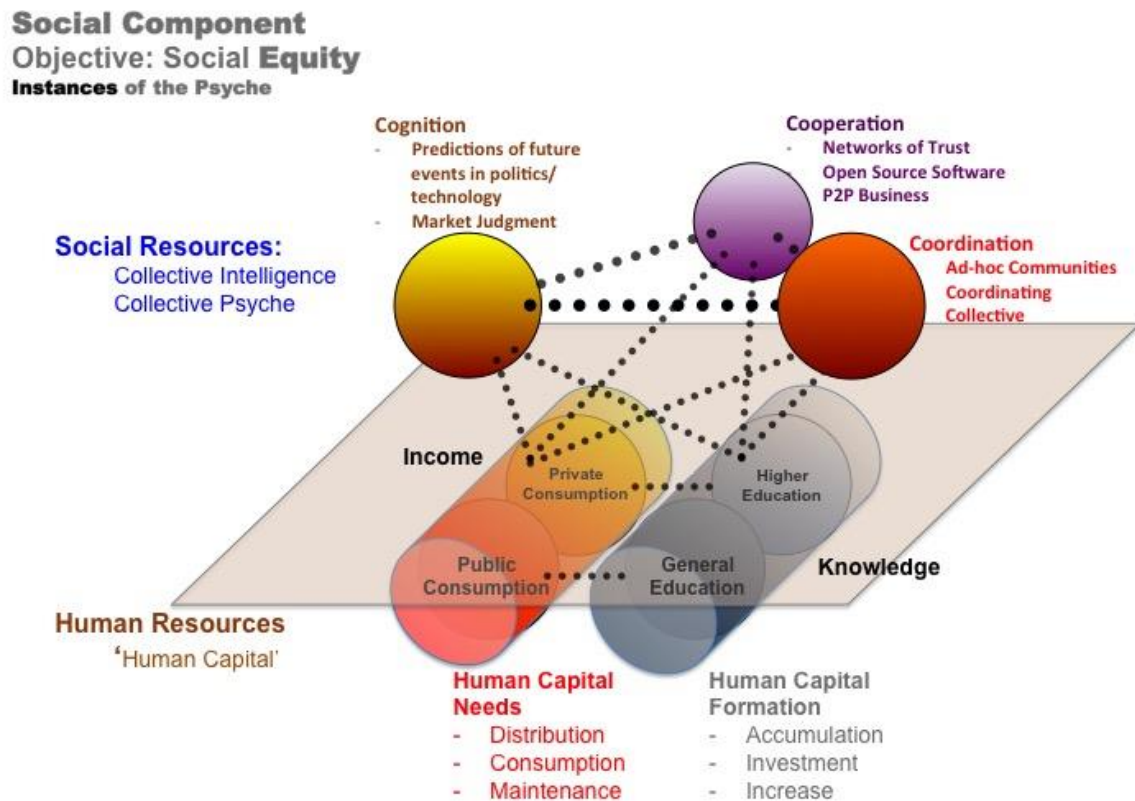 Social Component
Objective: Social Equity
Instances of the Psyche
Cognition
- Predictions of future
events in politics/
technology
- Market Judgment
Cooperation
- Networks of Trust
- Open Source Software
P2P Business
Social Resources:
Collective Intelligence
Collective Psyche
Coordination
Ad-hoc Communities
Coordinating
Collective
Income
Private
Consumption
Higher
Education
Public
Consumption
General
Education
Knowledge
Human Resources
‘Human Capital'
Human Capital
Needs
- Distribution
- Consumption
- Maintenance
Human Capital
Formation
- Accumulation
- Investment
- Increase